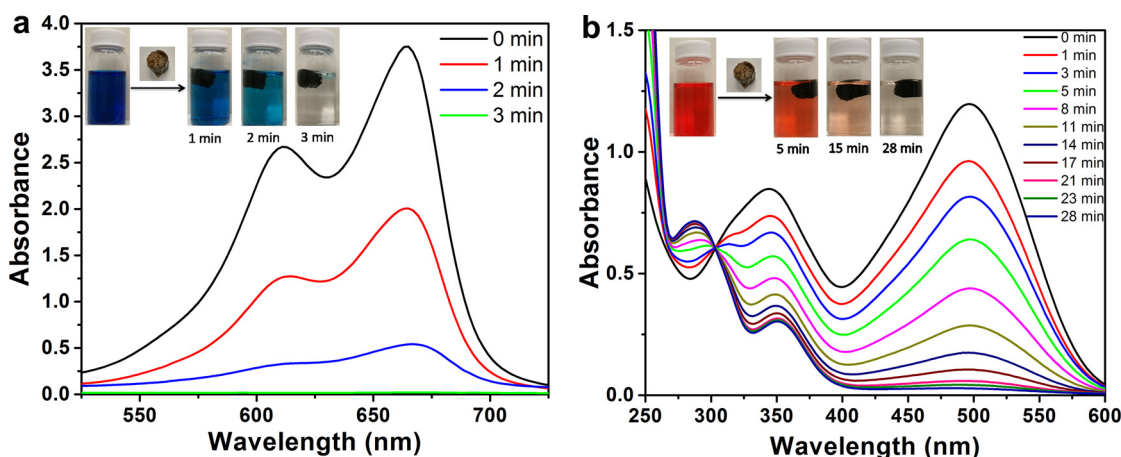 a
Absorbance
4.0
3.5
3.0
2.5
2.0
1.5
1.0
0.5
0.0
1 min
2 min
3 min
0 min
1 min
2 min
3 min
550
600
650
700
Wavelength (nm)
b
Absorbance
1.5
1.0
0.5
0.0
5 min
15 min
28 min
0 min
1 min
3 min
5 min
8 min
11 min
14 min
17 min
21 min
23 min
28 min
250
300
350
400
450
500
550
600
Wavelength (nm)